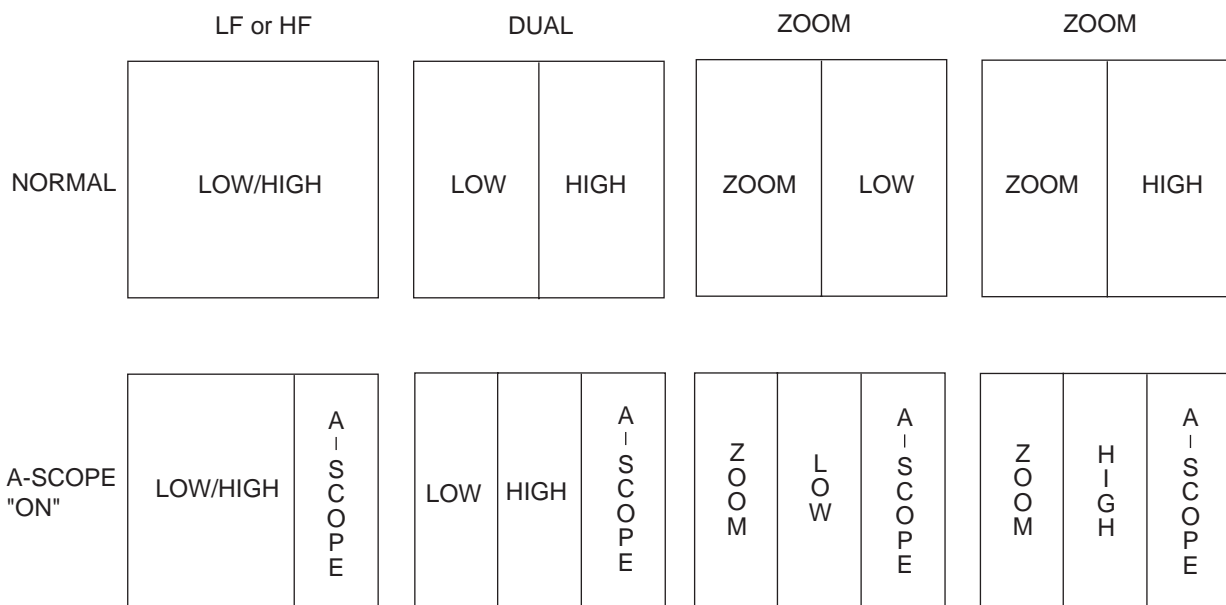 LF or HF DUAL ZOOM ZOOM
NORMAL LOW/HIGH LOW HIGH ZOOM LOW ZOOM HIGH
A-SCOPE
"ON"
LOW/HIGH
A-SCOPE
LOW
HIGH
A-SCOPE
ZOOM
LOW
A-SCOPE
ZOOM
HIGH
A-SCOPE